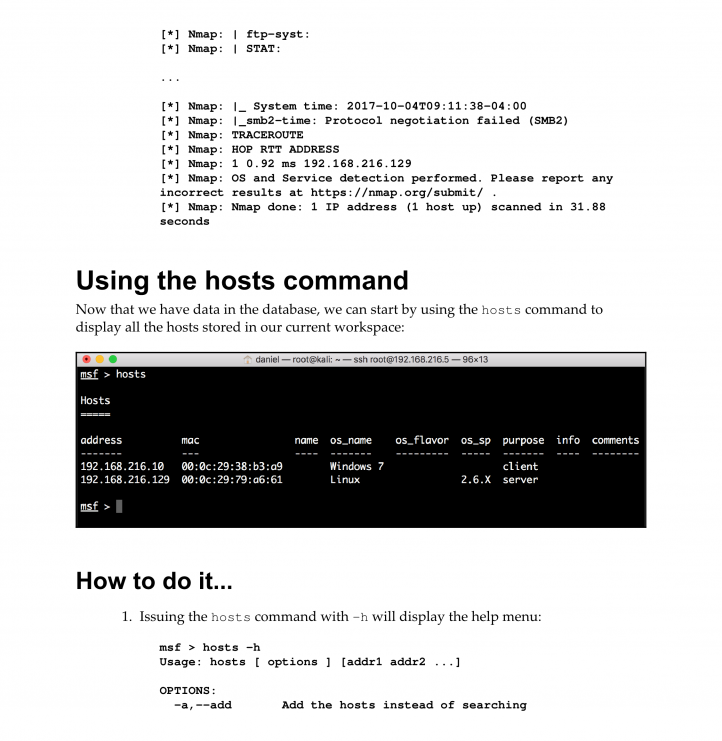 [*] Nmap: | ftp-syst:
[*] Nmap: | STAT:
...
[*] Nmap: |_ System time: 2017-10-04T09:11:38-04:00
[*] Nmap: |_smb2-time: Protocol negotiation failed (SMB2)
[*] Nmap: TRACEROUTE
[*] Nmap: HOP RTT ADDRESS
[*] Nmap: 1 0.92 ms 192.168.216.129
[*] Nmap: OS and Service detection performed. Please report any
incorrect results at https://nmap.org/submit/ .
[*] Nmap: Nmap done: 1 IP address (1 host up) scanned in 31.88
seconds
Using the hosts command
Now that we have data in the database, we can start by using the hosts command to
display all the hosts stored in our current workspace:
daniel — root@kali: ~ — ssh root@192.168.216.5 — 96×13
msf > hosts
Hosts
=====
address mac name os_name os_flavor os_sp purpose info comments
------- --- ---- ------- --------- ----- ------- ---- --------
192.168.216.10 00:0c:29:38:b3:a9 Windows 7 client
192.168.216.129 00:0c:29:79:a6:61 Linux 2.6.X server
msf >
How to do it...
1. Issuing the hosts command with -h will display the help menu:
msf > hosts -h
Usage: hosts [ options ] [addr1 addr2 ...]
OPTIONS:
-a,--add Add the hosts instead of searching